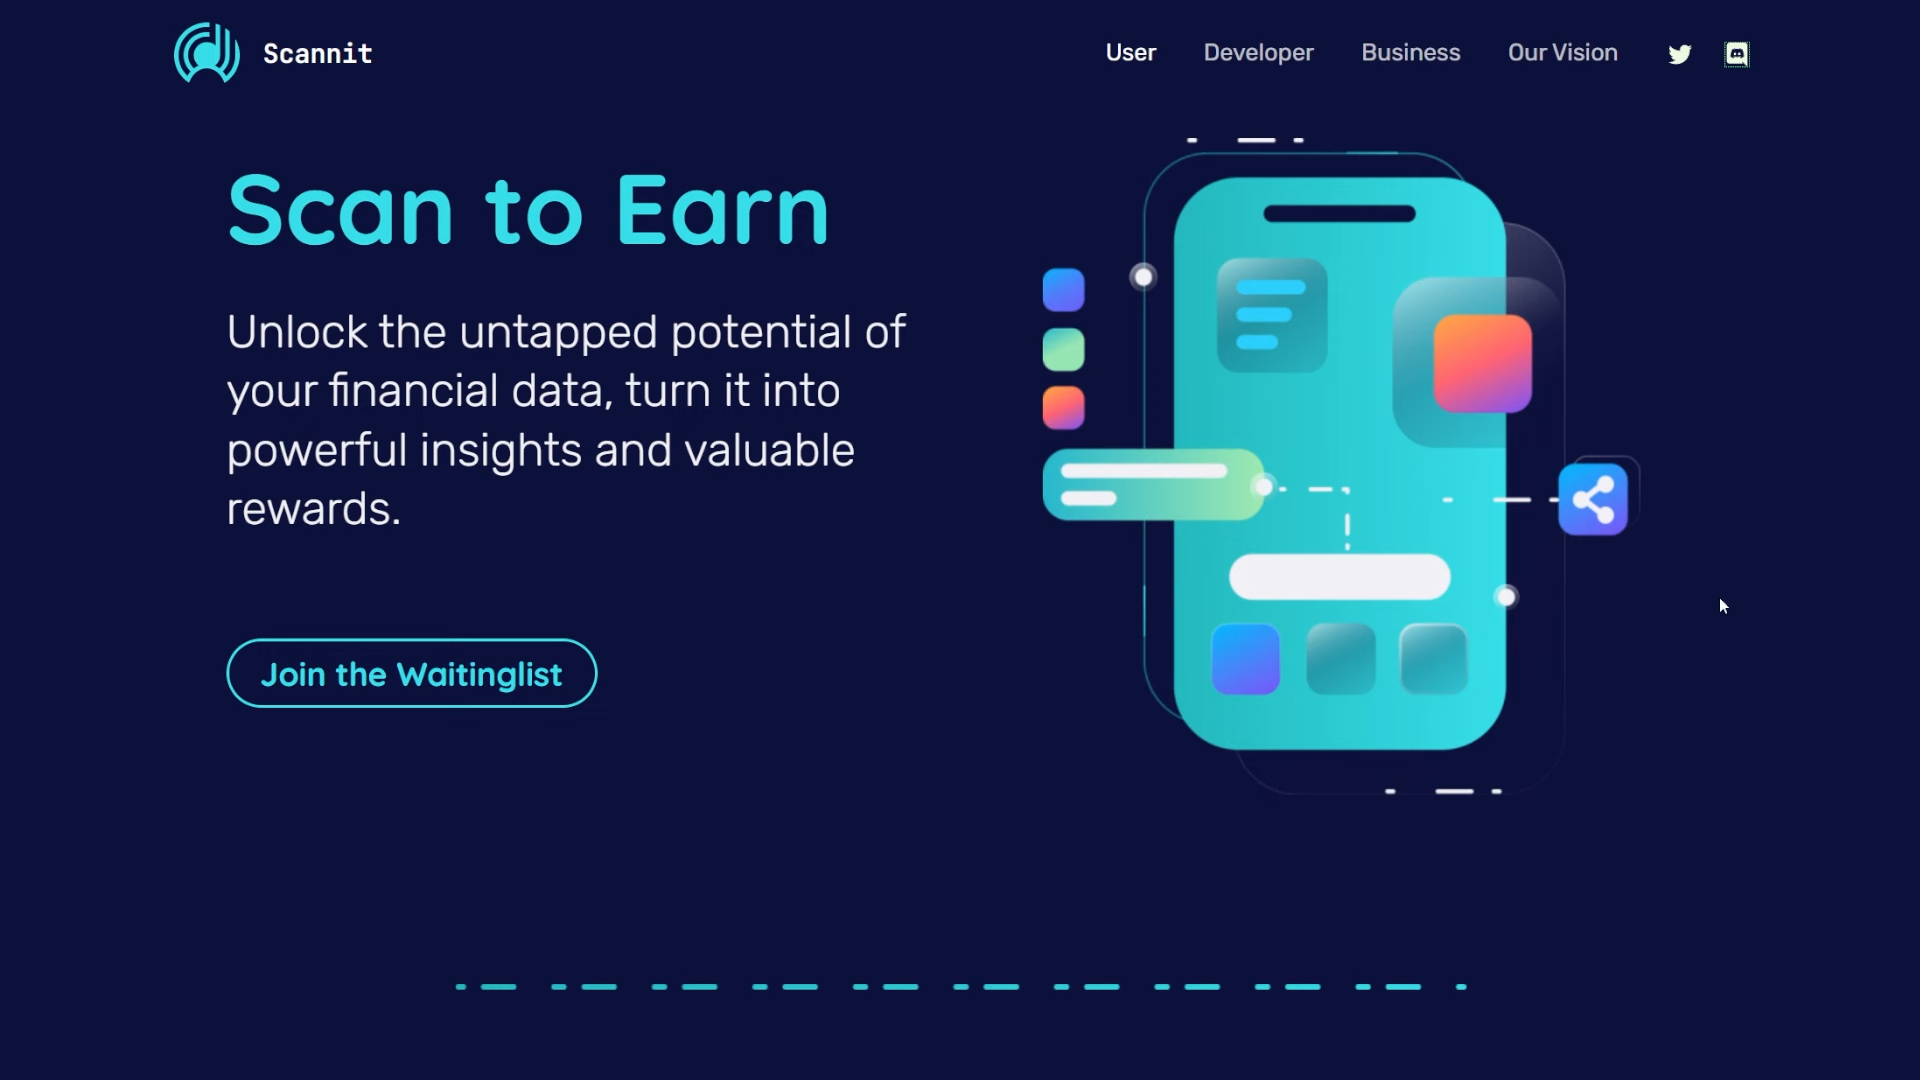 Scannit
User
Developer
Business
Our Vision
Scan to Earn
Unlock the untapped potential of
your financial data, turn it into
powerful insights and valuable
rewards.
Join the Waitinglist